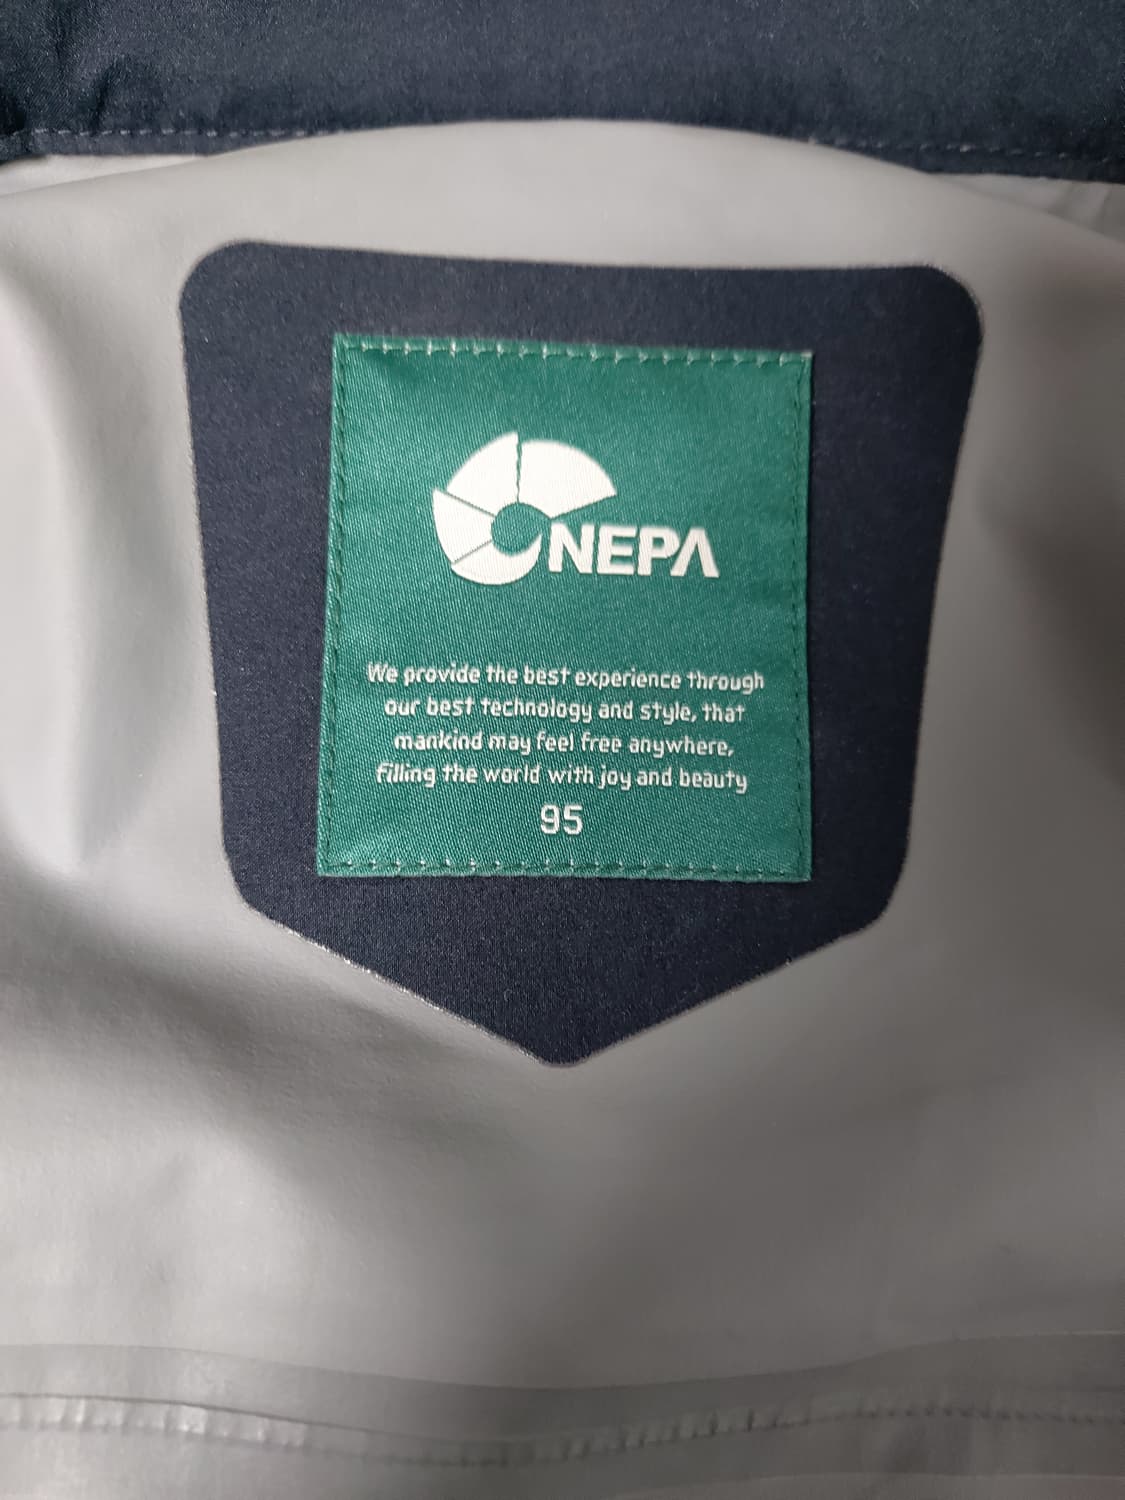 NEPA
We provide the best experience through
our best technology and style, that
mankind may feel free anywhere,
filling the world with joy and beauty
95